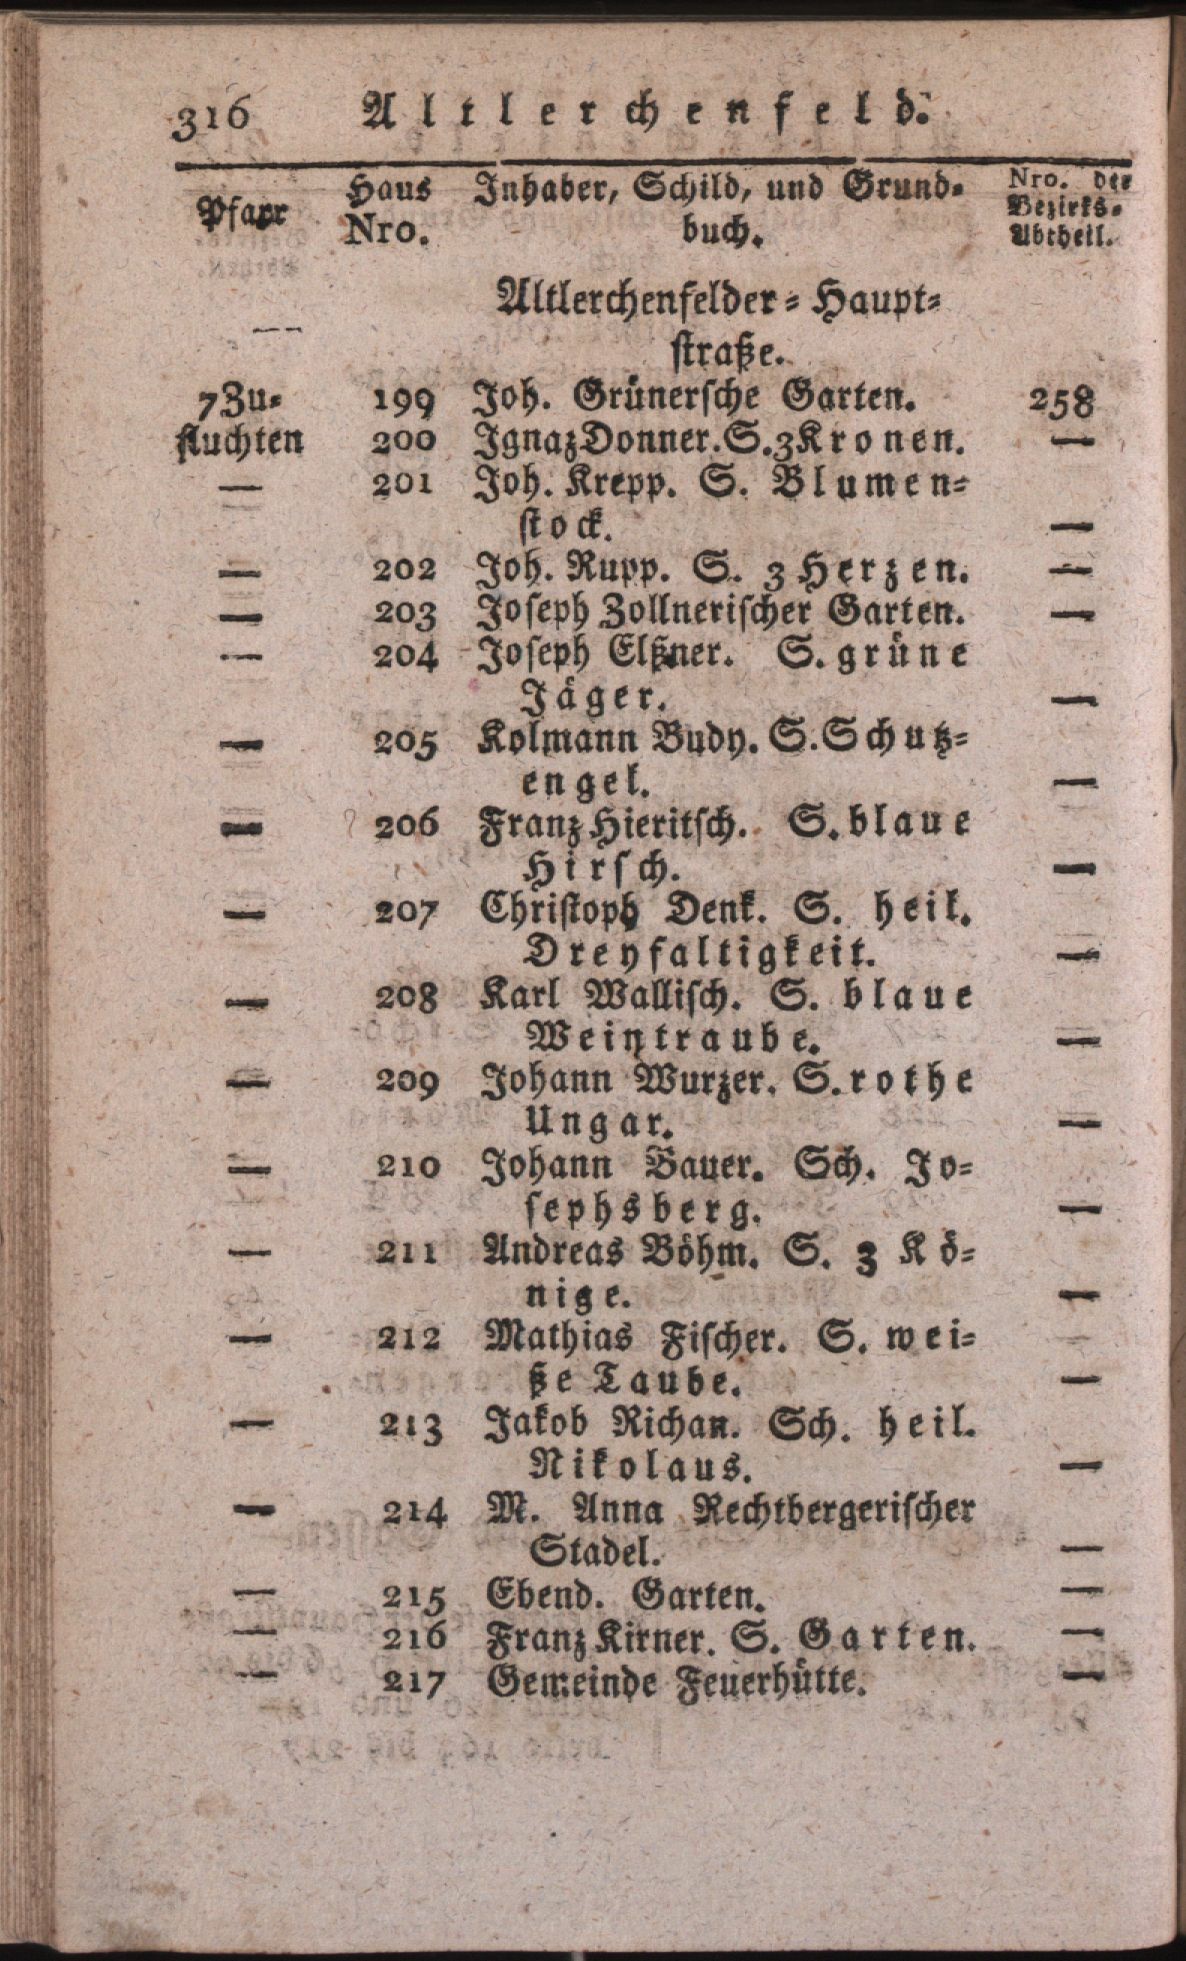 316 Altlerchenfeld.
Pfarr Haus Nro. Inhaber, Schild, und Grund= buch. Nro. der Bezirks= Abtheil.
Altlerchenfelder = Haupt=
— straße.
7 Zu= 199 Joh. Grünersche Garten. 258
fluchten 200 Ignaz Donner. S. 3 Kronen. —
— 201 Joh. Krepp. S. Blumen=
stock. —
— 202 Joh. Rupp. S. 3 Herzen. —
— 203 Joseph Zollnerischer Garten. —
— 204 Joseph Elßner. S. grüne
Jäger. —
— 205 Kolmann Budy. S. Schutz=
engel. —
— 206 Franz Hieritsch. S. blaue
Hirsch. —
— 207 Christoph Denk. S. heil.
Dreyfaltigkeit. —
— 208 Karl Wallisch. S. blaue
Weintraube. —
— 209 Johann Wurzer. S. rothe
Ungar. —
— 210 Johann Bauer. Sch. Jo=
sephsberg. —
— 211 Andreas Böhm. S. 3 Kö=
nige. —
— 212 Mathias Fischer. S. wei=
ße Taube. —
— 213 Jakob Richan. Sch. heil.
Nikolaus. —
— 214 M. Anna Rechtbergerischer
Stadel. —
— 215 Ebend. Garten. —
— 216 Franz Kirner. S. Garten. —
— 217 Gemeinde Feuerhütte. —